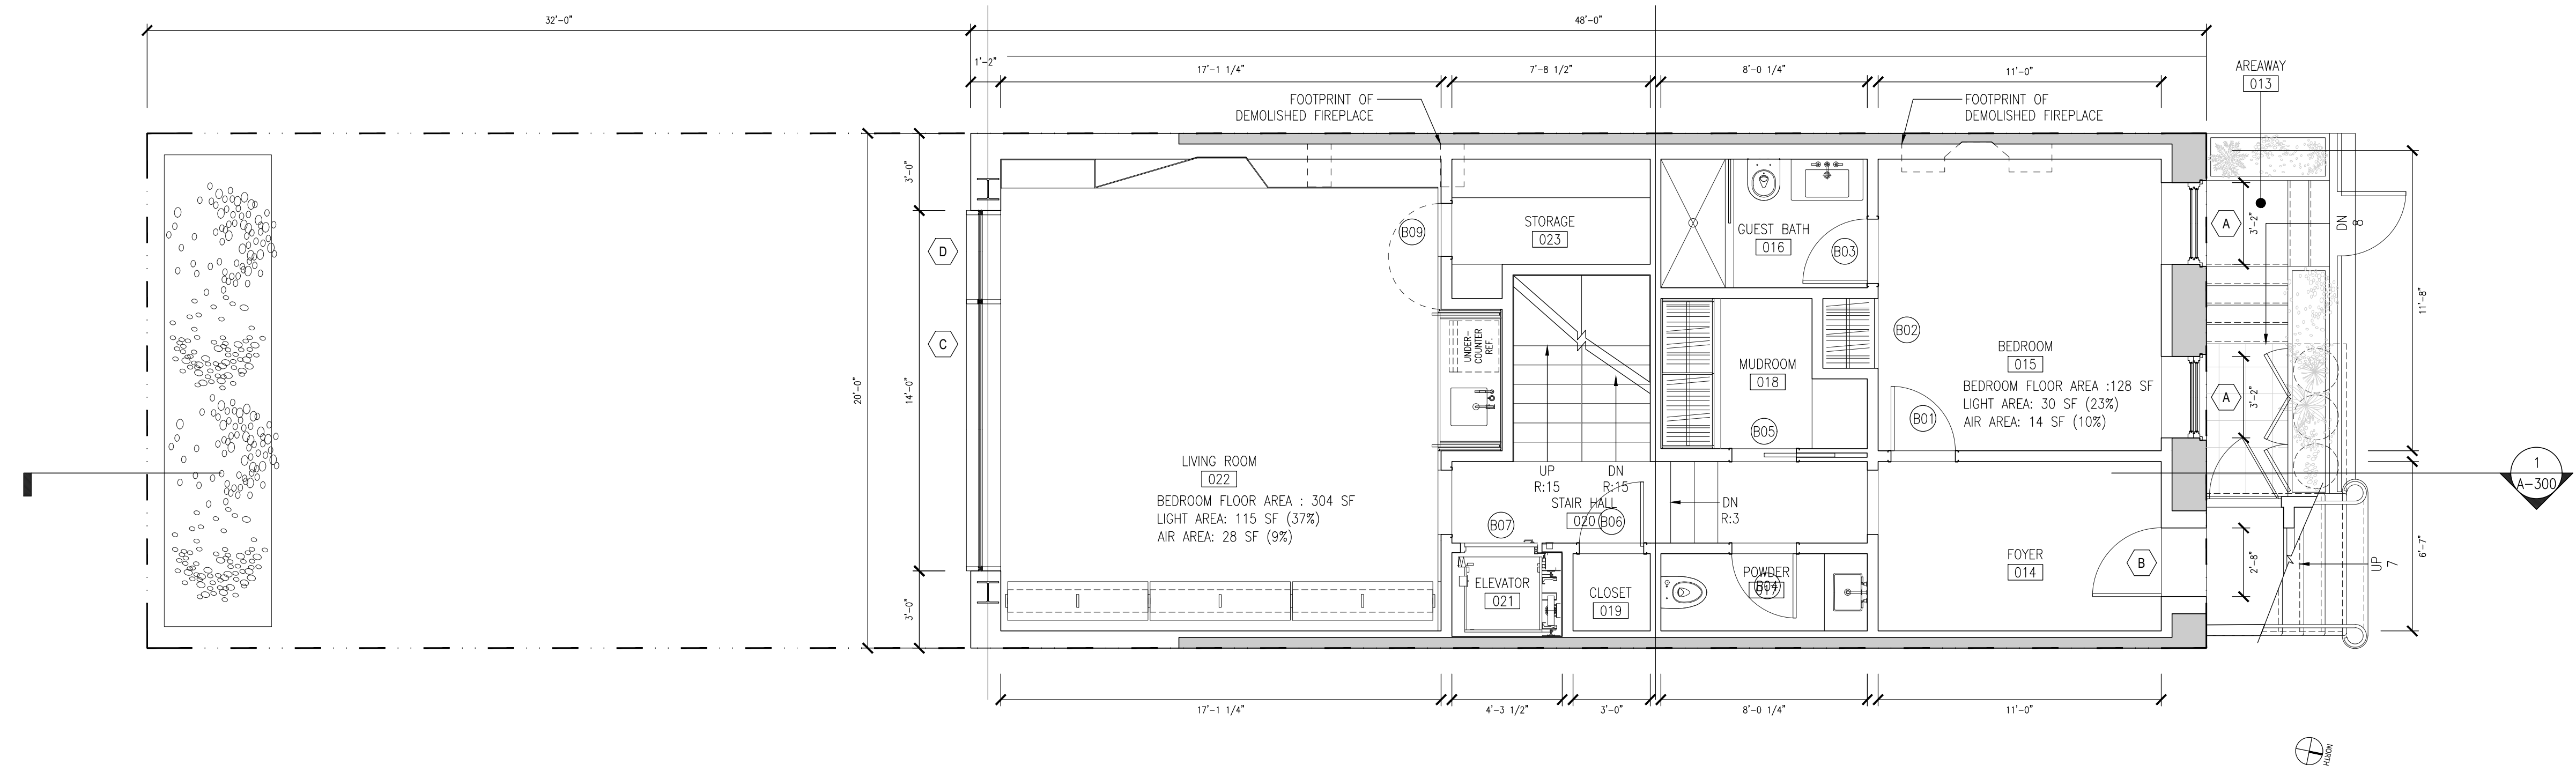 32'-0"
48'-0"
1'-2"
17'-1 1/4"
7'-8 1/2"
8'-0 1/4"
11'-0"
AREAWAY
013
FOOTPRINT OF
DEMOLISHED FIREPLACE
FOOTPRINT OF
DEMOLISHED FIREPLACE
3'-0"
20'-0"
14'-0"
3'-0"
D
C
B09
STORAGE
023
GUEST BATH
016
B03
A
3'-2"
DN
8
11'-8"
UNDER-
COUNTER
REF.
MUDROOM
018
B02
B05
BEDROOM
015
BEDROOM FLOOR AREA :128 SF
LIGHT AREA: 30 SF (23%)
AIR AREA: 14 SF (10%)
B01
A
3'-2"
LIVING ROOM
022
BEDROOM FLOOR AREA : 304 SF
LIGHT AREA: 115 SF (37%)
AIR AREA: 28 SF (9%)
UP
R:15
DN
R:15
STAIR HALL
020
B06
B07
DN
R:3
1
A-300
ELEVATOR
021
CLOSET
019
POWDER
017
B04
FOYER
014
B
2'-8"
UP
7
6'-7"
17'-1 1/4"
4'-3 1/2"
3'-0"
8'-0 1/4"
11'-0"
NORTH